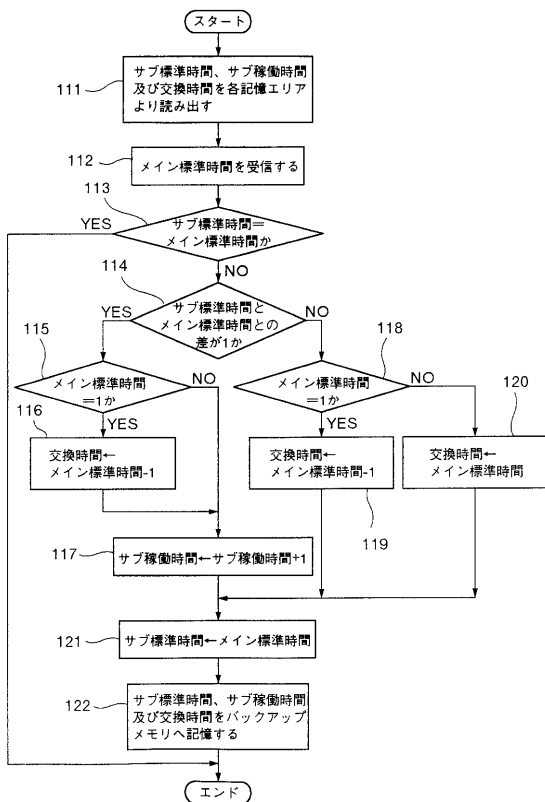 スタート
111
サブ標準時間、サブ稼働時間
及び交換時間を各記憶エリア
より読み出す
112
メイン標準時間を受信する
113
YES
サブ標準時間＝
メイン標準時間か
NO
114
YES
サブ標準時間と
メイン標準時間との
差が1か
NO
115
メイン標準時間
＝1か
NO
YES
118
メイン標準時間
＝1か
NO
YES
116
交換時間←
メイン標準時間-1
交換時間←
メイン標準時間-1
119
120
交換時間←
メイン標準時間
117
サブ稼働時間←サブ稼働時間+1
121
サブ標準時間←メイン標準時間
122
サブ標準時間、サブ稼働時間
及び交換時間をバックアップ
メモリへ記憶する
エンド